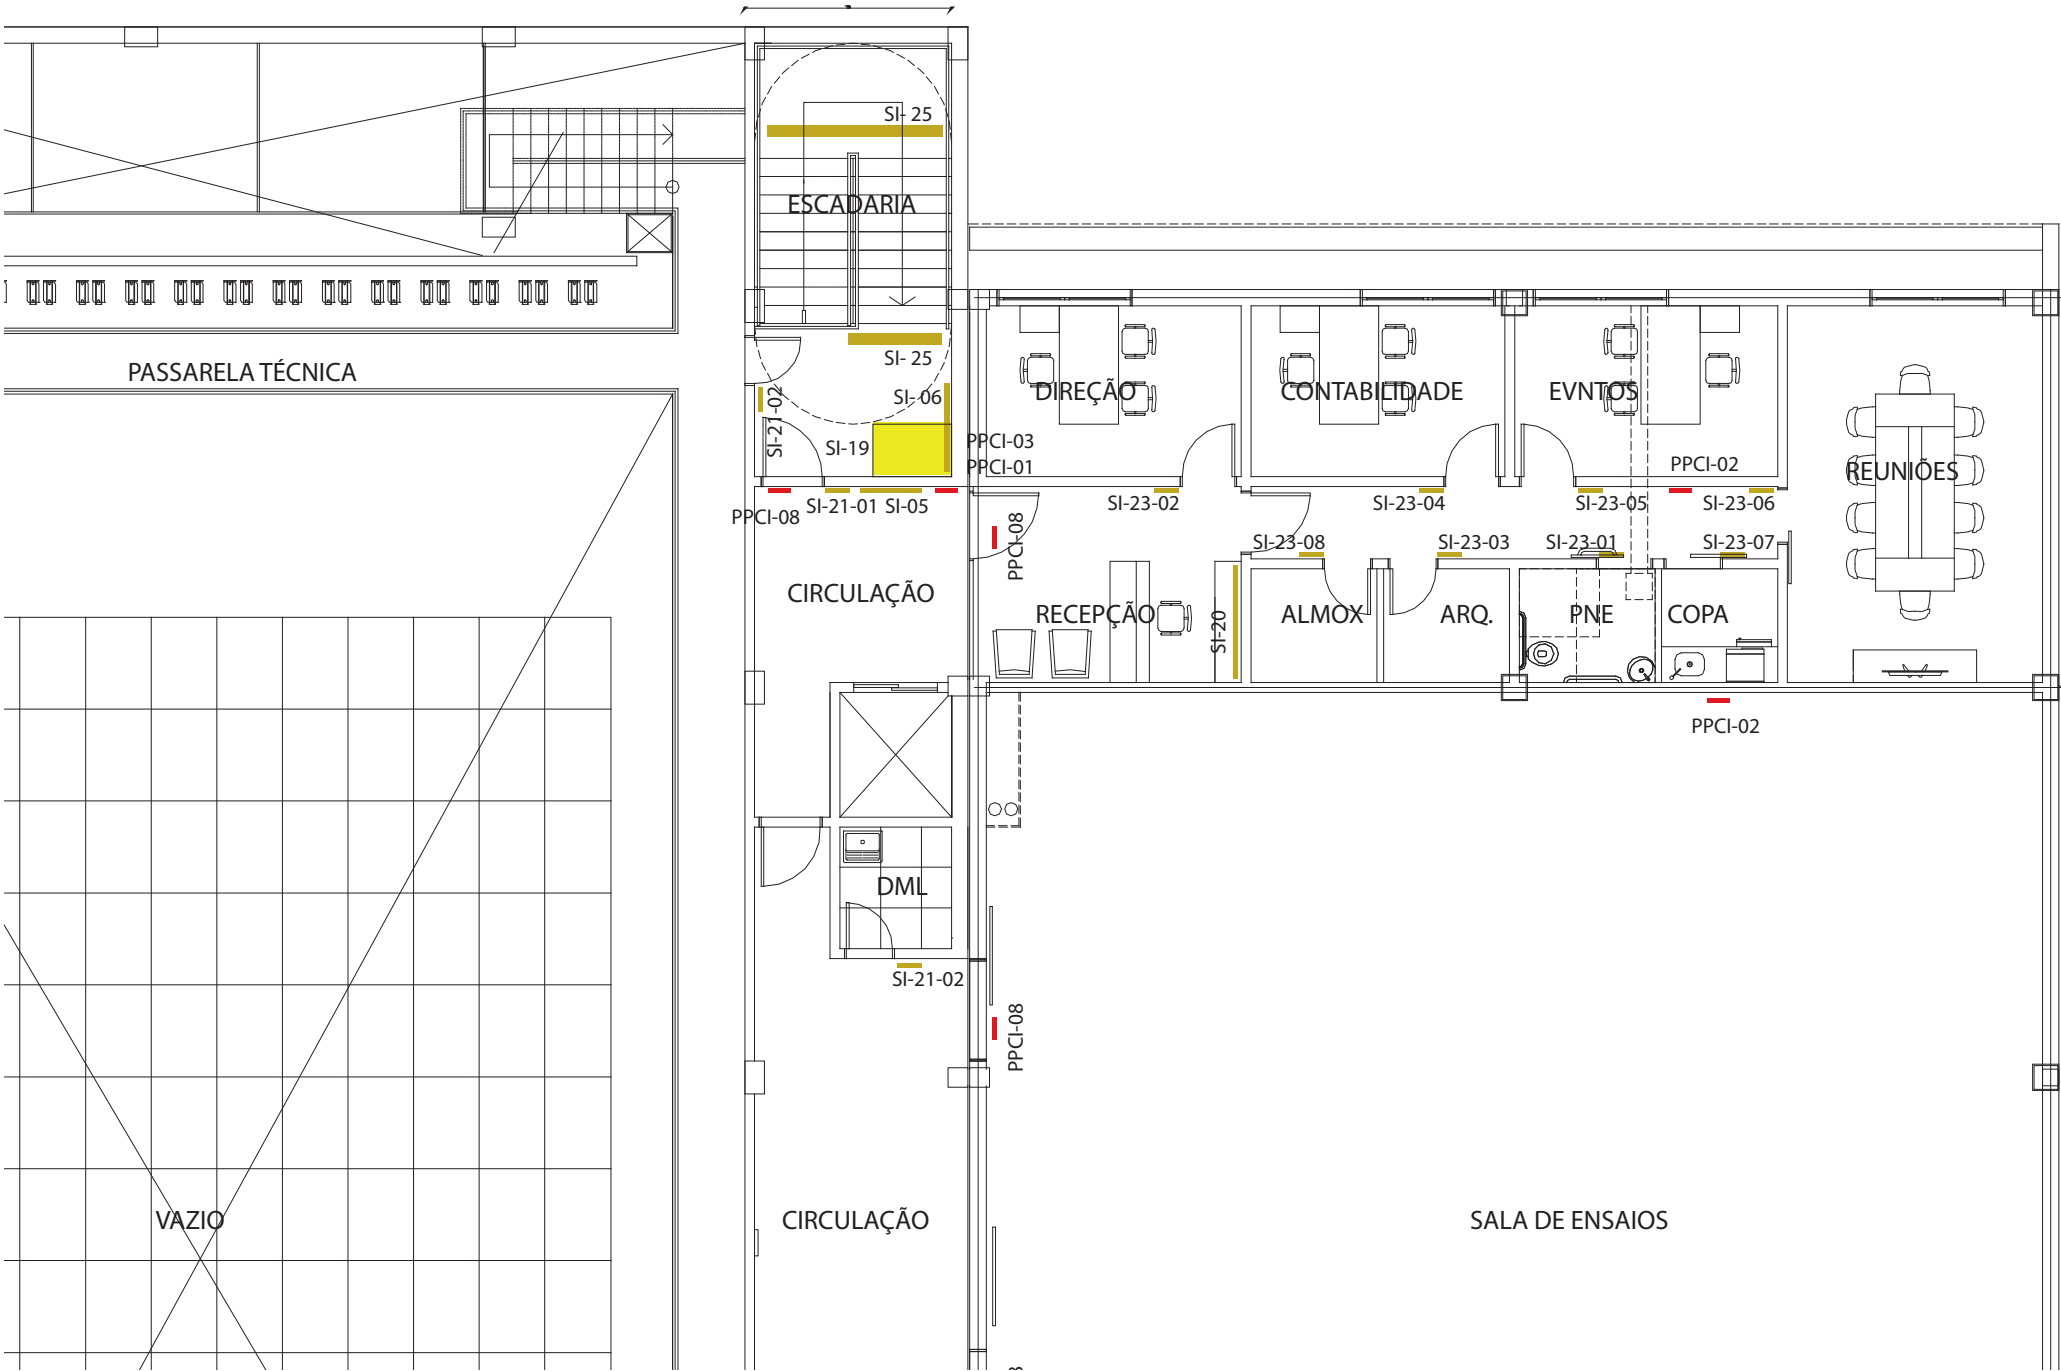 SI- 25
ESCADARIA
SI- 25
PASSARELA TÉCNICA
SI-21-02
SI- 06
DIREÇÃO
CONTABILIDADE
EVNTOS
SI-19
PPCI-03
PPCI-01
PPCI-02
REUNIÕES
PPCI-08
SI-21-01
SI-05
SI-23-02
SI-23-04
SI-23-05
SI-23-06
PPCI-08
SI-23-08
SI-23-03
SI-23-01
SI-23-07
CIRCULAÇÃO
RECEPÇÃO
SI-20
ALMOX
ARQ.
PNE
COPA
PPCI-02
DML
SI-21-02
PPCI-08
VAZIO
CIRCULAÇÃO
SALA DE ENSAIOS